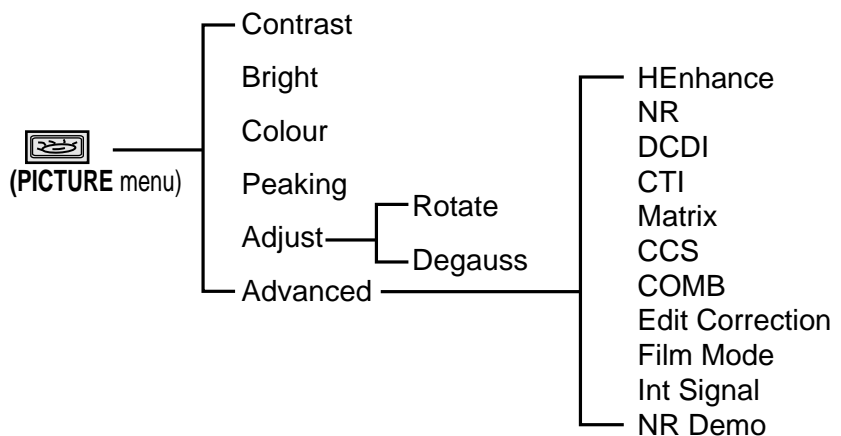 Contrast
Bright
Colour
Peaking
Adjust
Advanced
(PICTURE menu)
Rotate
Degauss
HEnhance
NR
DCDI
CTI
Matrix
CCS
COMB
Edit Correction
Film Mode
Int Signal
NR Demo